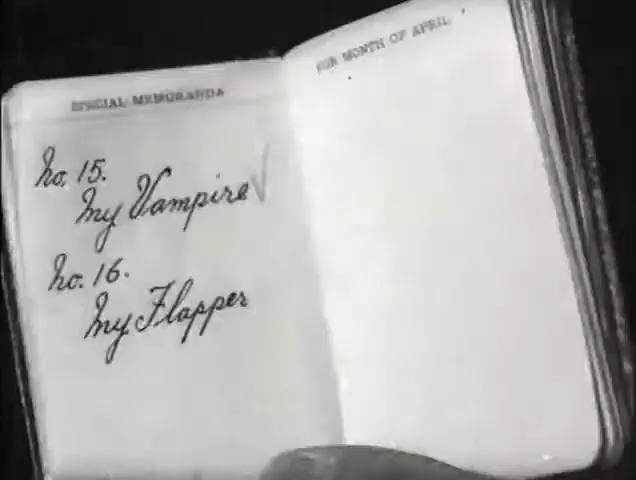 SPECIAL MEMORANDA
No. 15.
My Vampire
No. 16.
My Flapper
FOR MONTH OF APRIL